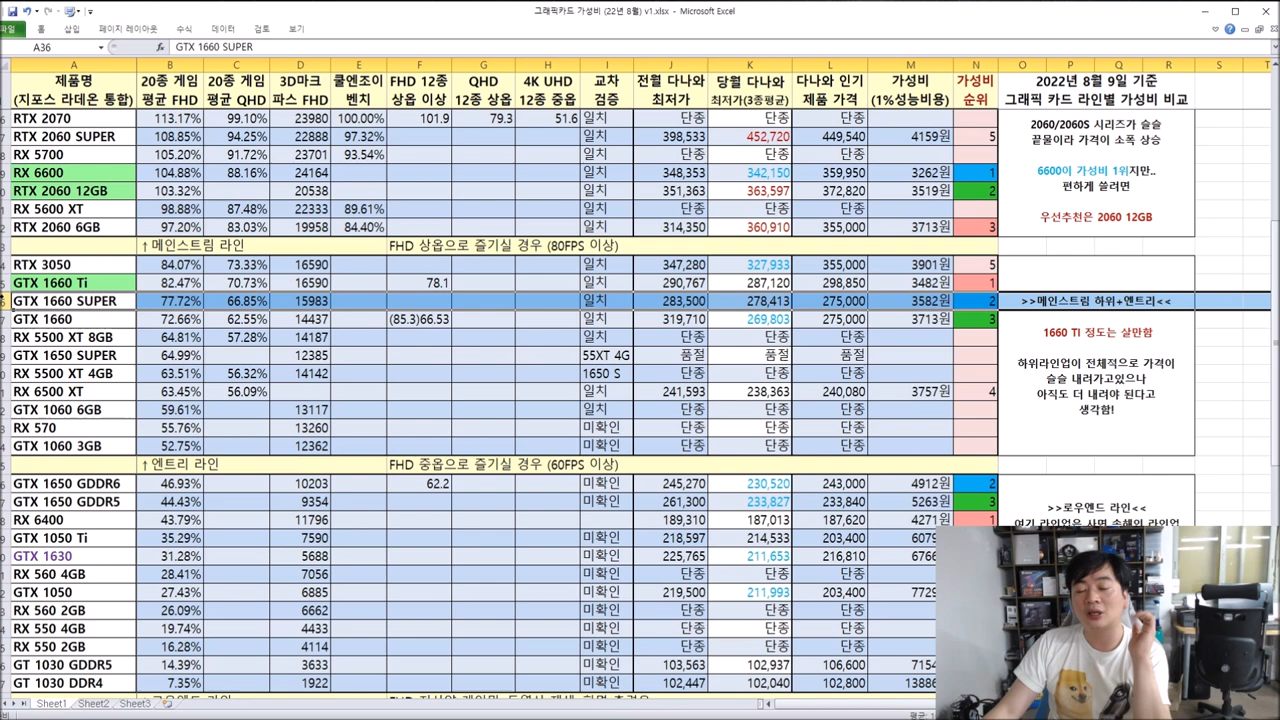 그래픽카드 가성비 (22년 8월) v1.xlsx - Microsoft Excel
파일 홈 삽입 페이지 레이아웃 수식 데이터 검토 보기
A36 fx GTX 1660 SUPER
A B C D E F G H I J K L M N O P Q R
제품명 20종 게임 20종 게임 3D마크 쿨엔조이 FHD 12종 QHD 4K UHD 교차 전월 다나와 당월 다나와 다나와 인기 가성비 가성비 2022년 8월 9일 기준
(지포스 라데온 통합) 평균 FHD 평균 QHD 파스 FHD 벤치 상옵 이상 12종 상옵 12종 중옵 검증 최저가 최저가(3종평균) 제품 가격 (1%성능비용) 순위 그래픽 카드 라인별 가성비 비교
RTX 2070 113.17% 99.10% 23980 100.00% 101.9 79.3 51.6 일치 단종 단종 단종
2060/2060S 시리즈가 슬슬
RTX 2060 SUPER 108.85% 94.25% 22888 97.32% 일치 398,533 452,720 449,540 4159원 5
끝물이라 가격이 소폭 상승
RX 5700 105.20% 91.72% 23701 93.54% 일치 단종 단종 단종
RX 6600 104.88% 88.16% 24164 일치 348,353 342,150 359,950 3262원 1
6600이 가성비 1위지만..
RTX 2060 12GB 103.32% 20538 일치 351,363 363,597 372,820 3519원 2
편하게 쓸려면
RX 5600 XT 98.88% 87.48% 22333 89.61% 일치 단종 단종 단종
우선추천은 2060 12GB
RTX 2060 6GB 97.20% 83.03% 19958 84.40% 일치 314,350 360,910 355,000 3713원 3
↑ 메인스트림 라인 FHD 상옵으로 즐기실 경우 (80FPS 이상)
RTX 3050 84.07% 73.33% 16590 일치 347,280 327,933 355,000 3901원 5
GTX 1660 Ti 82.47% 70.73% 16590 78.1 일치 290,767 287,120 298,850 3482원 1
GTX 1660 SUPER 77.72% 66.85% 15983 일치 283,500 278,413 275,000 3582원 2 >>메인스트림 하위+엔트리<<
GTX 1660 72.66% 62.55% 14437 (85.3)66.53 일치 319,710 269,803 275,000 3713원 3
1660 TI 정도는 살만함
RX 5500 XT 8GB 64.81% 57.28% 14187 일치 단종 단종 단종
GTX 1650 SUPER 64.99% 12385 55XT 4G 품절 품절 품절
하위라인업이 전체적으로 가격이
RX 5500 XT 4GB 63.51% 56.32% 14142 1650 S 단종 단종 단종
슬슬 내려가고있으나
RX 6500 XT 63.45% 56.09% 일치 241,593 238,363 240,080 3757원 4
아직도 더 내려야 된다고
GTX 1060 6GB 59.61% 13117 일치 단종 단종 단종
생각함!
RX 570 55.76% 13260 미확인 단종 단종 단종
GTX 1060 3GB 52.75% 12362 미확인 단종 단종 단종
↑ 엔트리 라인 FHD 중옵으로 즐기실 경우 (60FPS 이상)
GTX 1650 GDDR6 46.93% 10203 62.2 미확인 245,270 230,520 243,000 4912원 2
GTX 1650 GDDR5 44.43% 9354 미확인 261,300 233,827 233,840 5263원 3
>>로우엔드 라인<<
RX 6400 43.79% 11796 189,310 187,013 187,620 4271원 1
여기 라인업은 사면 손해인 라인업
GTX 1050 Ti 35.29% 7590 미확인 218,597 214,533 203,400 6079
GTX 1630 31.28% 5688 미확인 225,765 211,653 216,810 6766
RX 560 4GB 28.41% 7056 미확인 단종 단종 단종
GTX 1050 27.43% 6885 미확인 219,500 211,993 203,400 7729
RX 560 2GB 26.09% 6662 미확인 단종 단종 단종
RX 550 4GB 19.74% 4433 미확인 단종 단종 단종
RX 550 2GB 16.28% 4114 미확인 단종 단종 단종
GT 1030 GDDR5 14.39% 3633 미확인 103,563 102,937 106,600 7154
GT 1030 DDR4 7.35% 1922 미확인 102,447 102,040 102,800 13886
Sheet1 Sheet2 Sheet3